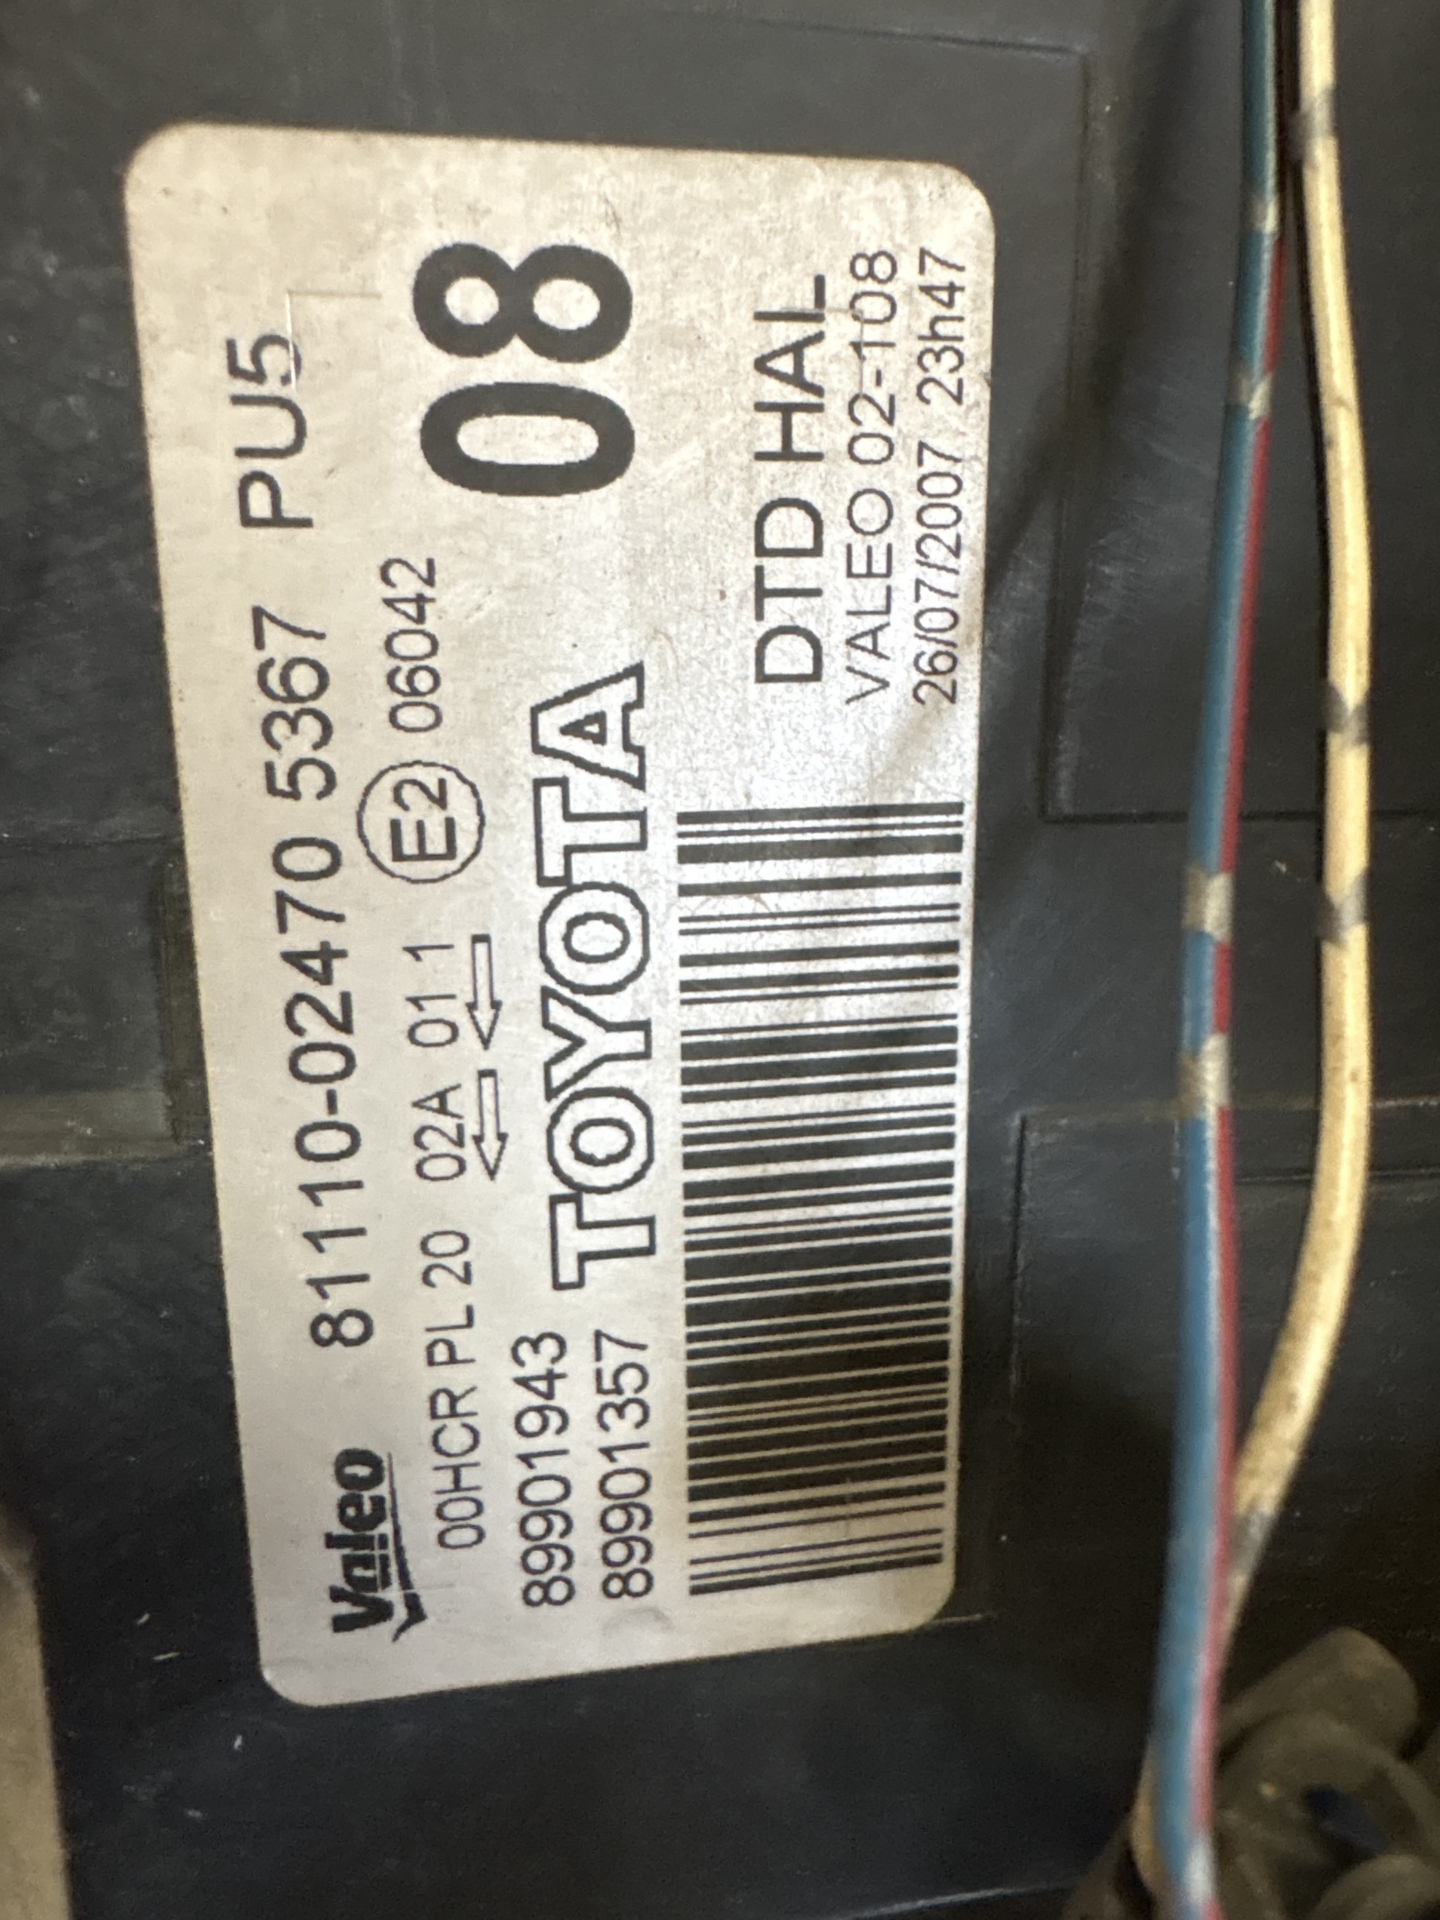 Valeo 81110-02470 5367 PU5
00HCR PL 20 02A 01 1 E2 06042
89901943
89901357
TOYOTA
08
DTD HAL
VALEO 02-108
26/07/2007 23h47